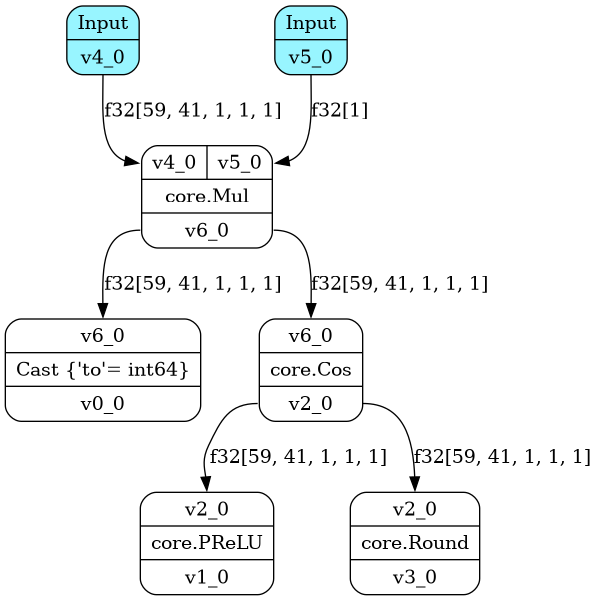 Input
v4_0
Input
v5_0
f32[59, 41, 1, 1, 1]
f32[1]
v4_0
v5_0
core.Mul
v6_0
f32[59, 41, 1, 1, 1]
f32[59, 41, 1, 1, 1]
v6_0
Cast {'to'= int64}
v0_0
v6_0
core.Cos
v2_0
f32[59, 41, 1, 1, 1]
f32[59, 41, 1, 1, 1]
v2_0
core.PReLU
v1_0
v2_0
core.Round
v3_0